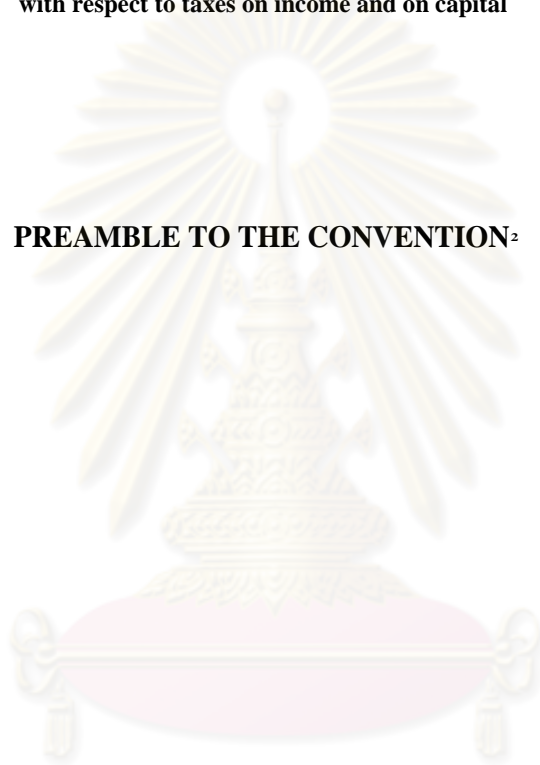 with respect to taxes on income and on capital
PREAMBLE TO THE CONVENTION²